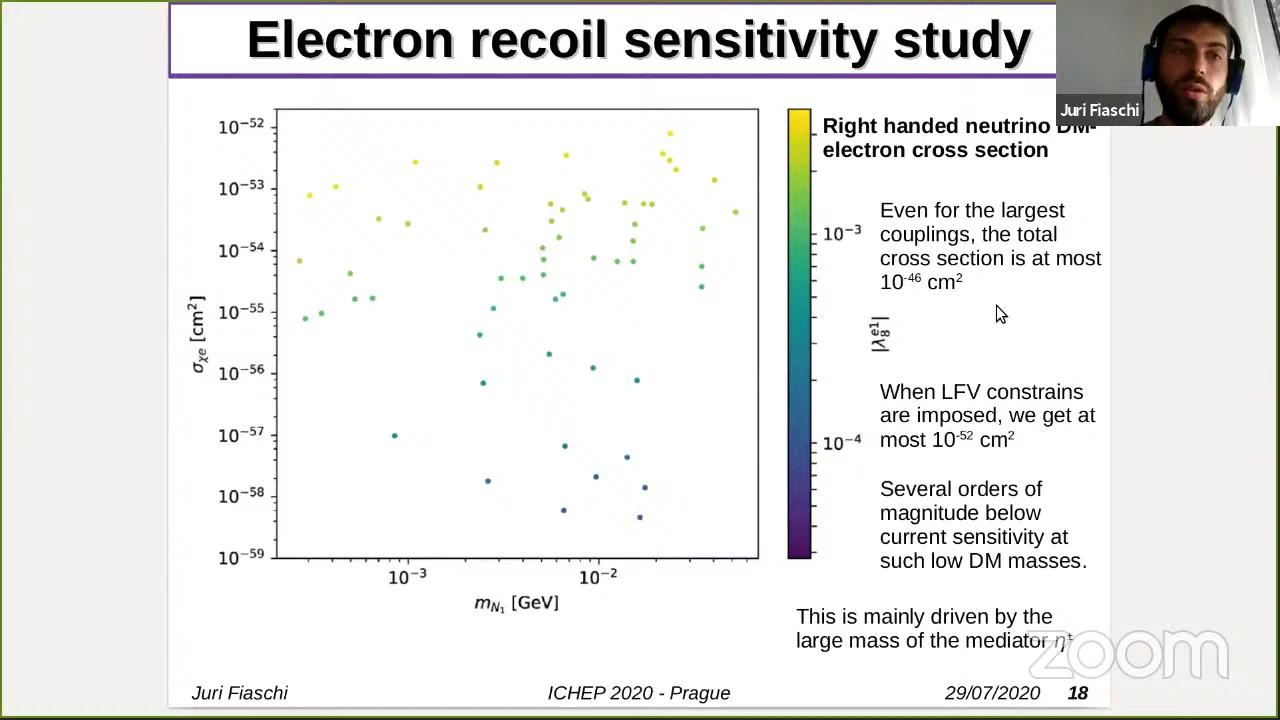 Electron recoil sensitivity study
Juri Fiaschi
10⁻⁵²
10⁻⁵³
10⁻⁵⁴
10⁻⁵⁵
10⁻⁵⁶
10⁻⁵⁷
10⁻⁵⁸
10⁻⁵⁹
σχe [cm²]
10⁻³
10⁻²
mN₁ [GeV]
10⁻³
10⁻⁴
|λ₈ᵉ¹|
Right handed neutrino DM-
electron cross section
Even for the largest
couplings, the total
cross section is at most
10⁻⁴⁶ cm²
When LFV constrains
are imposed, we get at
most 10⁻⁵² cm²
Several orders of
magnitude below
current sensitivity at
such low DM masses.
This is mainly driven by the
large mass of the mediator η±
zoom
Juri Fiaschi
ICHEP 2020 - Prague
29/07/2020
18